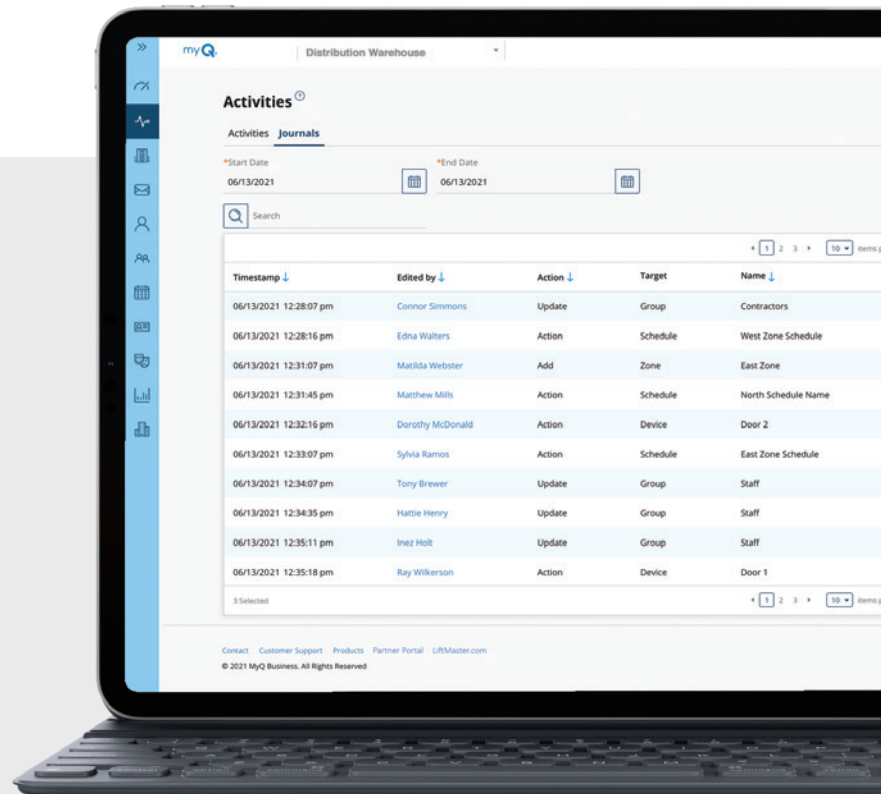 myQ
Distribution Warehouse
Activities ?
Activities Journals
*Start Date *End Date
06/13/2021 06/13/2021
Search
1 2 3 10 items p
Timestamp ↓ Edited by ↓ Action ↓ Target Name ↓
06/13/2021 12:28:07 pm Connor Simmons Update Group Contractors
06/13/2021 12:28:16 pm Edna Walters Action Schedule West Zone Schedule
06/13/2021 12:31:07 pm Matilda Webster Add Zone East Zone
06/13/2021 12:31:45 pm Matthew Mills Action Schedule North Schedule Name
06/13/2021 12:32:16 pm Dorothy McDonald Action Device Door 2
06/13/2021 12:33:07 pm Sylvia Ramos Action Schedule East Zone Schedule
06/13/2021 12:34:07 pm Tony Brewer Update Group Staff
06/13/2021 12:34:35 pm Hattie Henry Update Group Staff
06/13/2021 12:35:11 pm Inez Holt Update Group Staff
06/13/2021 12:35:18 pm Ray Wilkerson Action Device Door 1
3 Selected 1 2 3 10 items p
Contact Customer Support Products Partner Portal LiftMaster.com
© 2021 MyQ Business. All Rights Reserved